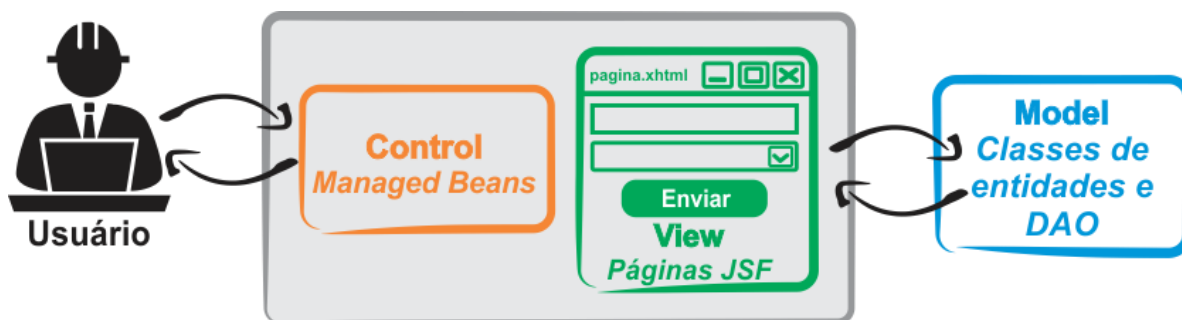 Usuário
Control
Managed Beans
pagina.xhtml
Enviar
View
Páginas JSF
Model
Classes de
entidades e
DAO